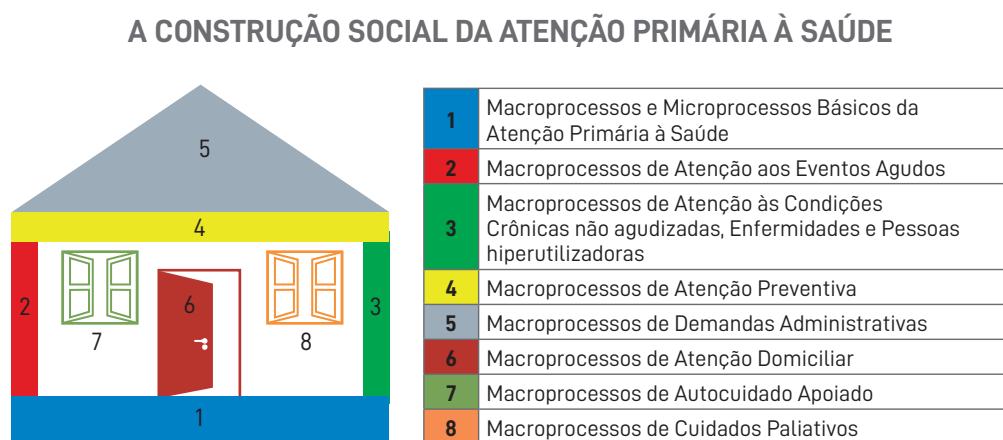 A CONSTRUÇÃO SOCIAL DA ATENÇÃO PRIMÁRIA À SAÚDE
5
4
2
7
6
8
3
1
1 Macroprocessos e Microprocessos Básicos da
Atenção Primária à Saúde
2 Macroprocessos de Atenção aos Eventos Agudos
Macroprocessos de Atenção às Condições
3 Crônicas não agudizadas, Enfermidades e Pessoas
hiperutilizadoras
4 Macroprocessos de Atenção Preventiva
5 Macroprocessos de Demandas Administrativas
6 Macroprocessos de Atenção Domiciliar
7 Macroprocessos de Autocuidado Apoiado
8 Macroprocessos de Cuidados Paliativos